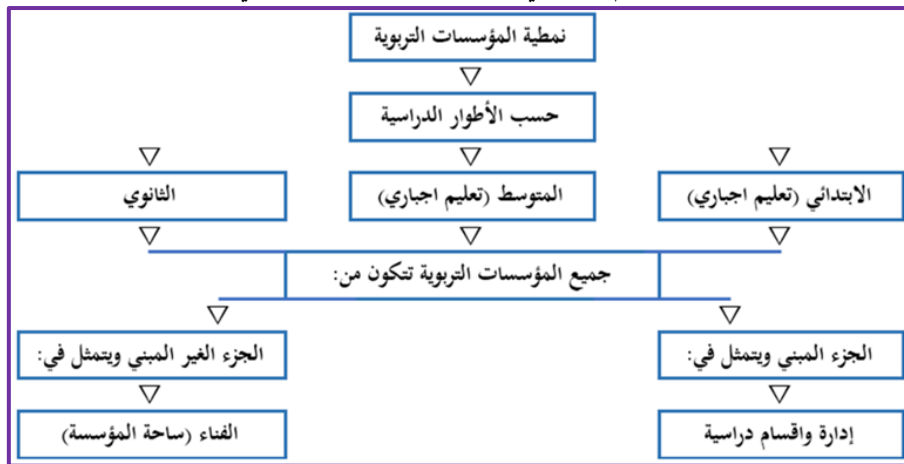 نمطية المؤسسات التربوية
حسب الأطوار الدراسية
الابتدائي (تعليم اجباري)
المتوسط (تعليم اجباري)
الثانوي
جميع المؤسسات التربوية تتكون من:
الجزء المبني ويتمثل في:
الجزء الغير المبني ويتمثل في:
إدارة واقسام دراسية
الفناء (ساحة المؤسسة)